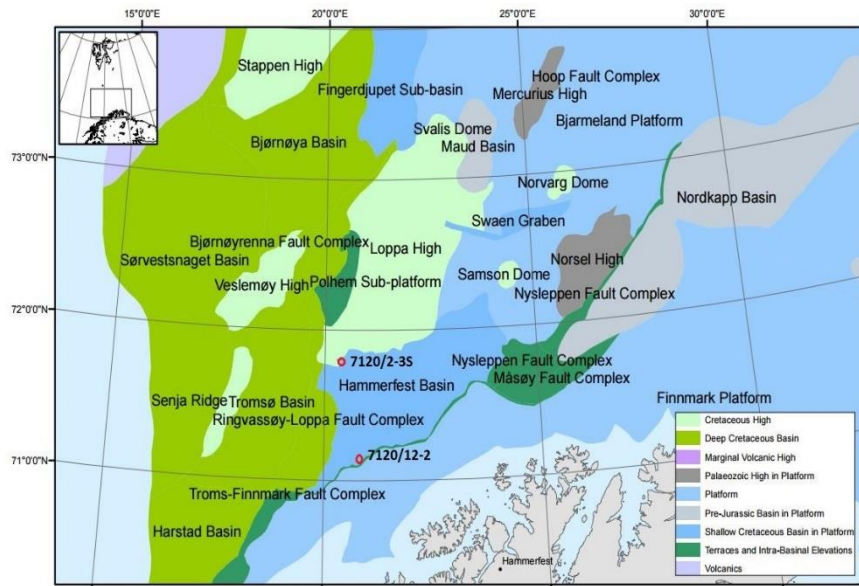 15°0'0"E
20°0'0"E
25°0'0"E
30°0'0"E
Stappen High
Hoop Fault Complex
Fingerdjupet Sub-basin
Mercurius High
Bjarmeland Platform
Svalis Dome
Bjørnøya Basin
Maud Basin
73°0'0"N
Norvarg Dome
Nordkapp Basin
Swaen Graben
Bjørnøyrenna Fault Complex
Loppa High
Sørvestsnaget Basin
Norsel High
Samson Dome
Polhem Sub-platform
Veslemøy High
Nysleppen Fault Complex
72°0'0"N
7120/2-3S
Nysleppen Fault Complex
Hammerfest Basin
Måsøy Fault Complex
Senja Ridge
Tromsø Basin
Finnmark Platform
Ringvassøy-Loppa Fault Complex
7120/12-2
71°0'0"N
Troms-Finnmark Fault Complex
Harstad Basin
Hammerfest
Cretaceous High
Deep Cretaceous Basin
Marginal Volcanic High
Palaeozoic High in Platform
Platform
Pre-Jurassic Basin in Platform
Shallow Cretaceous Basin in Platform
Terraces and Intra-Basinal Elevations
Volcanics